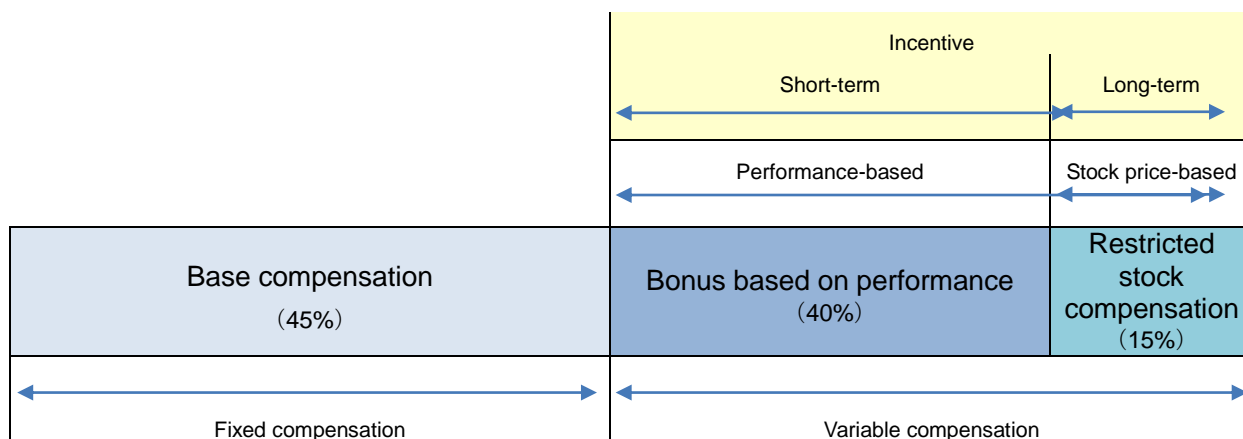 Incentive
Short-term
Long-term
Performance-based
Stock price-based
Base compensation
（45%）
Bonus based on performance
（40%）
Restricted
stock
compensation
（15%）
Fixed compensation
Variable compensation